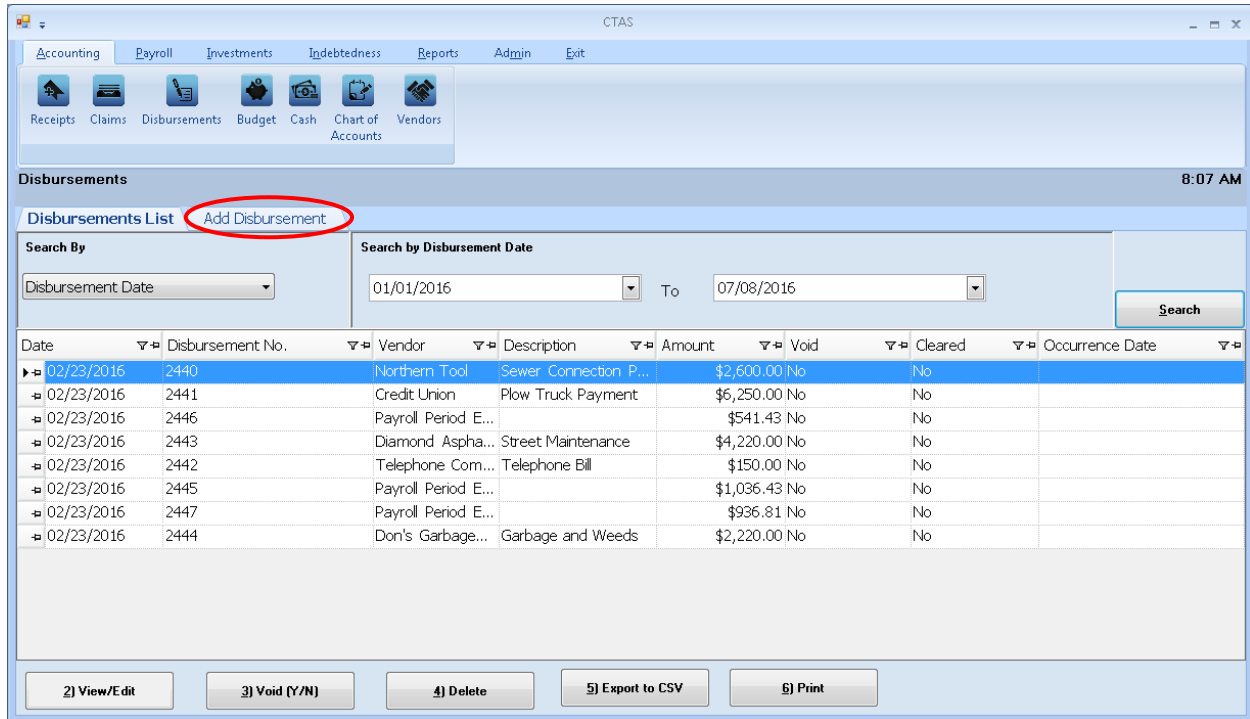 CTAS
Accounting Payroll Investments Indebtedness Reports Admin Exit
Receipts Claims Disbursements Budget Cash Chart of Accounts Vendors
Disbursements 8:07 AM
Disbursements List Add Disbursement
Search By Search by Disbursement Date
Disbursement Date 01/01/2016 To 07/08/2016
Search
Date Disbursement No. Vendor Description Amount Void Cleared Occurrence Date
02/23/2016 2440 Northern Tool Sewer Connection P... $2,600.00 No No
02/23/2016 2441 Credit Union Plow Truck Payment $6,250.00 No No
02/23/2016 2446 Payroll Period E... $541.43 No No
02/23/2016 2443 Diamond Aspha... Street Maintenance $4,220.00 No No
02/23/2016 2442 Telephone Com... Telephone Bill $150.00 No No
02/23/2016 2445 Payroll Period E... $1,036.43 No No
02/23/2016 2447 Payroll Period E... $936.81 No No
02/23/2016 2444 Don's Garbage... Garbage and Weeds $2,220.00 No No
2) View/Edit 3) Void (Y/N) 4) Delete 5) Export to CSV 6) Print